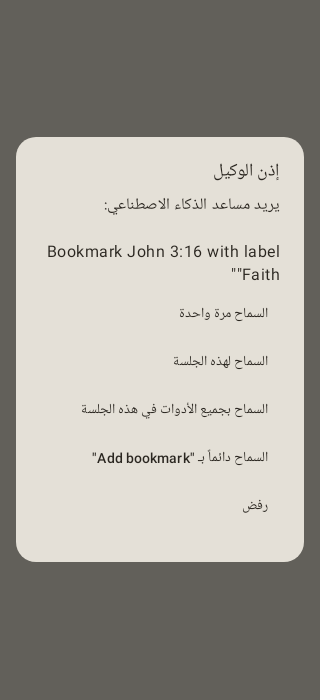 إذن الوكيل
يريد مساعد الذكاء الاصطناعي:
Bookmark John 3:16 with label
"Faith"
السماح مرة واحدة
السماح لهذه الجلسة
السماح بجميع الأدوات في هذه الجلسة
السماح دائماً بـ "Add bookmark"
رفض